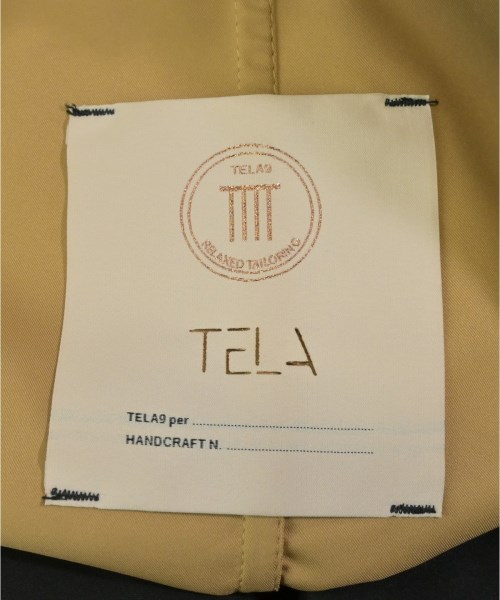 TELA9
RELAXED TAILORING
TELA
TELA9 per ........................................
HANDCRAFT N. ................................